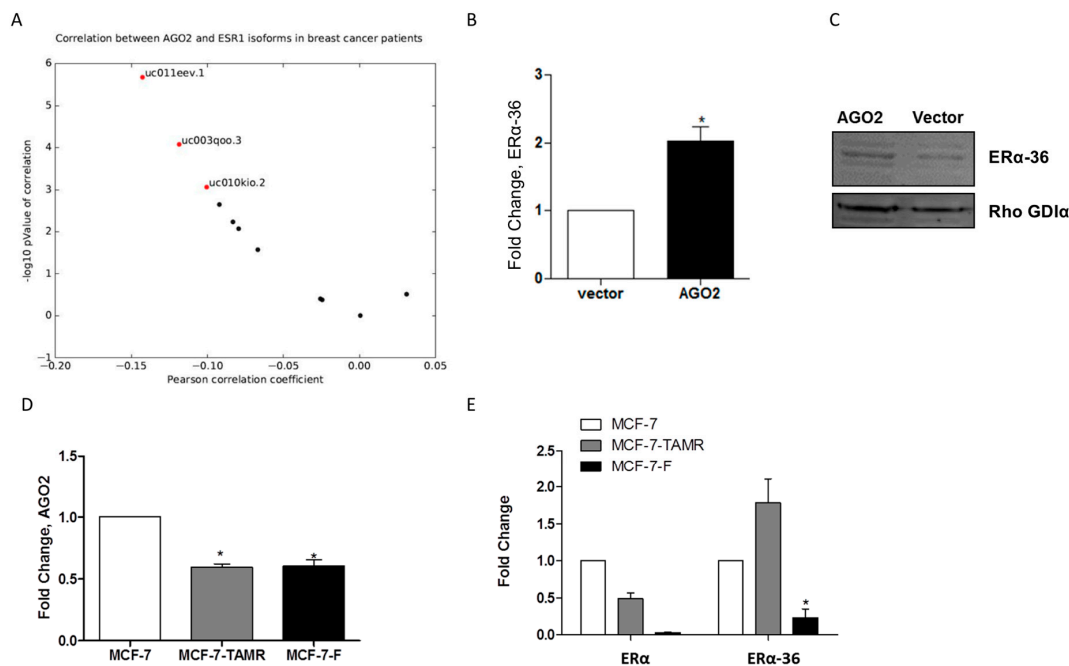 A
Correlation between AGO2 and ESR1 isoforms in breast cancer patients
6
5
4
3
2
1
0
−1
-log10 pValue of correlation
uc011eev.1
uc003qoo.3
uc010kio.2
−0.20
−0.15
−0.10
−0.05
0.00
0.05
Pearson correlation coefficient
B
Fold Change, ERα-36
3
2
1
0
*
vector
AGO2
C
AGO2
Vector
ERα-36
Rho GDIα
D
Fold Change, AGO2
1.5
1.0
0.5
0.0
*
*
MCF-7
MCF-7-TAMR
MCF-7-F
E
MCF-7
MCF-7-TAMR
MCF-7-F
Fold Change
2.5
2.0
1.5
1.0
0.5
0.0
*
ERα
ERα-36